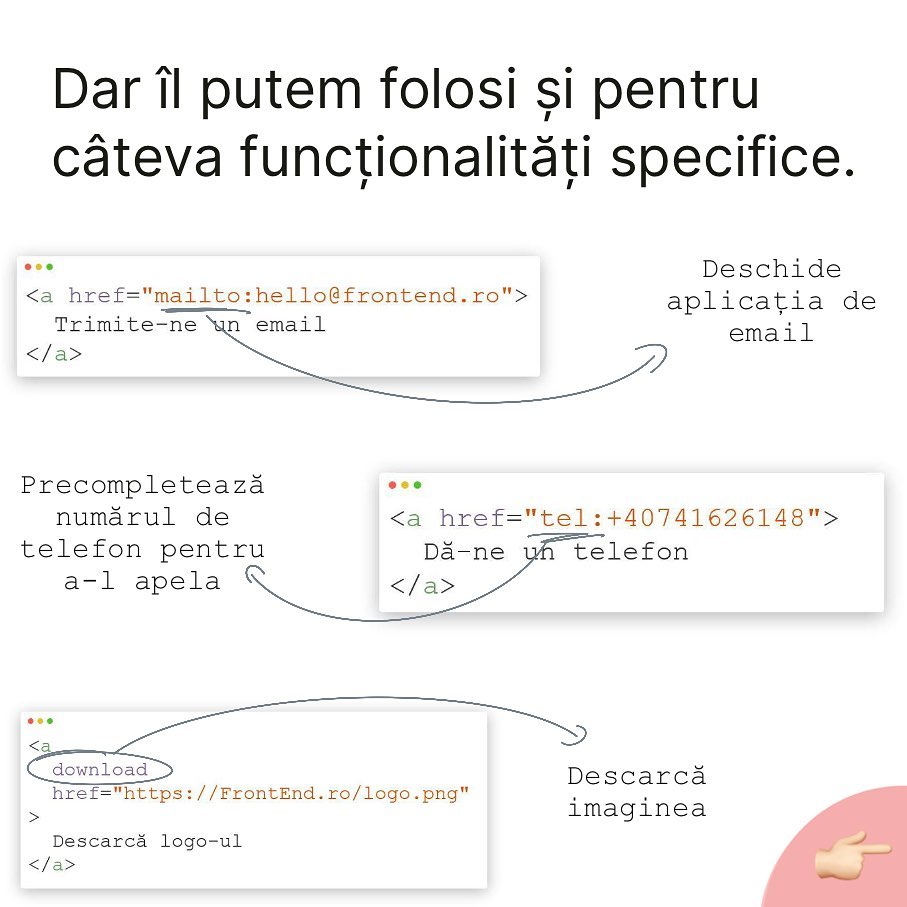 Dar îl putem folosi și pentru
câteva funcționalități specifice.
<a href="mailto:hello@frontend.ro">
Trimite-ne un email
</a>
Deschide
aplicația de
email
Precompletează
numărul de
telefon pentru
a-l apela
<a href="tel:+40741626148">
Dă-ne un telefon
</a>
<a
download
href="https://FrontEnd.ro/logo.png"
>
Descarcă logo-ul
</a>
Descarcă
imaginea